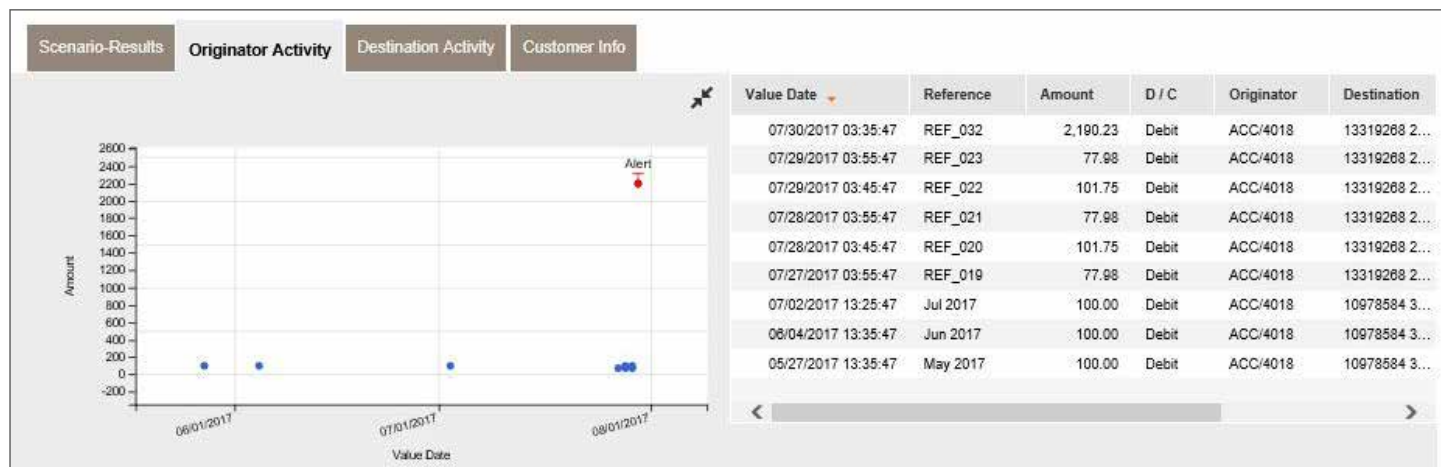 Scenario-Results Originator Activity Destination Activity Customer Info
Value Date Reference Amount D / C Originator Destination
07/30/2017 03:35:47 REF_032 2,190.23 Debit ACC/4018 13319268 2...
07/29/2017 03:55:47 REF_023 77.98 Debit ACC/4018 13319268 2...
07/29/2017 03:45:47 REF_022 101.75 Debit ACC/4018 13319268 2...
07/28/2017 03:55:47 REF_021 77.98 Debit ACC/4018 13319268 2...
07/28/2017 03:45:47 REF_020 101.75 Debit ACC/4018 13319268 2...
07/27/2017 03:55:47 REF_019 77.98 Debit ACC/4018 13319268 2...
07/02/2017 13:25:47 Jul 2017 100.00 Debit ACC/4018 10978584 3...
06/04/2017 13:35:47 Jun 2017 100.00 Debit ACC/4018 10978584 3...
05/27/2017 13:35:47 May 2017 100.00 Debit ACC/4018 10978584 3...
Amount
2600
2400
2200
2000
1800
1600
1400
1200
1000
800
600
400
200
0
-200
Alert
06/01/2017 07/01/2017 08/01/2017
Value Date